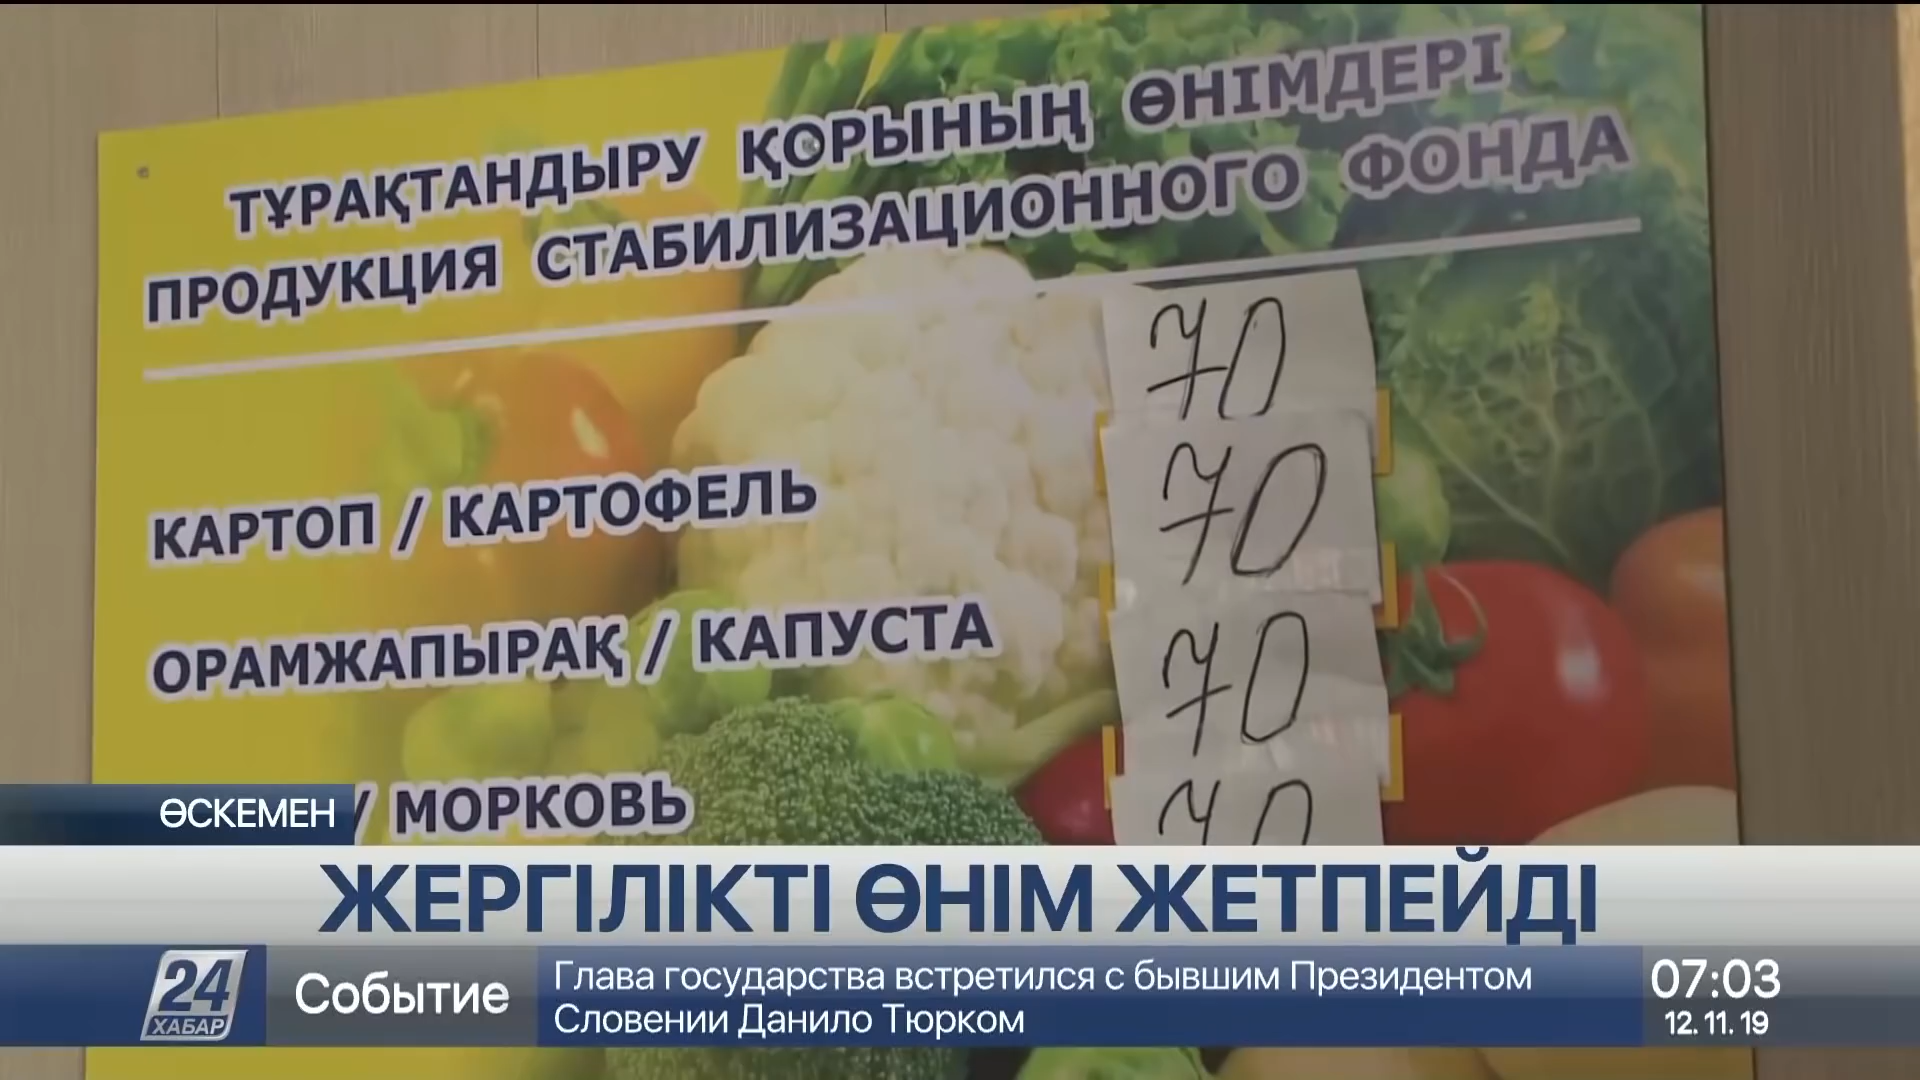 ТҰРАҚТАНДЫРУ ҚОРЫНЫҢ ӨНІМДЕРІ
ПРОДУКЦИЯ СТАБИЛИЗАЦИОННОГО ФОНДА
70
КАРТОП / КАРТОФЕЛЬ
70
ОРАМЖАПЫРАҚ / КАПУСТА
70
/ МОРКОВЬ
70
ӨСКЕМЕН
ЖЕРГІЛІКТІ ӨНІМ ЖЕТПЕЙДІ
24
ХАБАР
Событие
Глава государства встретился с бывшим Президентом
Словении Данило Тюрком
07:03
12.11.19